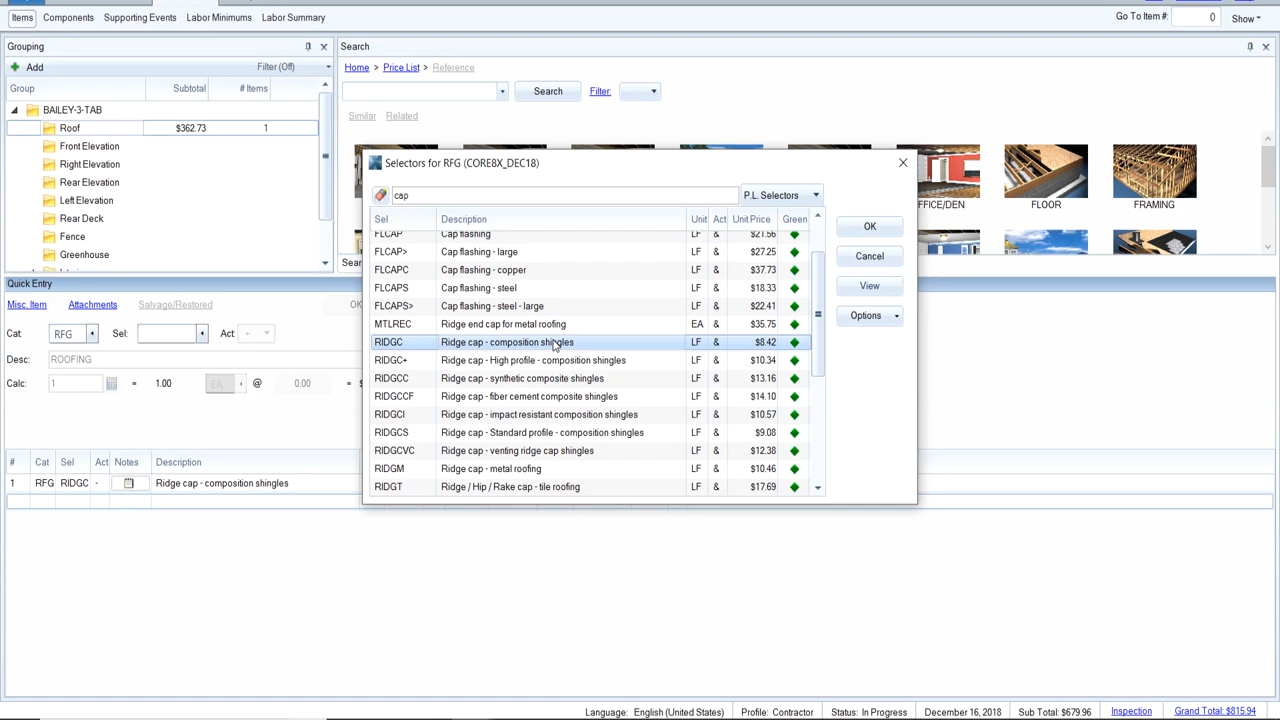 Items Components Supporting Events Labor Minimums Labor Summary Go To Item #: 0 Show
Grouping
Add Filter (Off)
Group Subtotal # Items
BAILEY-3-TAB
Roof $362.73 1
Front Elevation
Right Elevation
Rear Elevation
Left Elevation
Rear Deck
Fence
Greenhouse
Search
Home > Price List > Reference
Search Filter:
Similar Related
FLOOR FRAMING
Selectors for RFG (CORE8X_DEC18)
cap P.L. Selectors
Sel Description Unit Act Unit Price Green
FLCAP Cap flashing LF & $21.56
FLCAP> Cap flashing - large LF & $27.25
FLCAPC Cap flashing - copper LF & $37.73
FLCAPS Cap flashing - steel LF & $18.33
FLCAPS> Cap flashing - steel - large LF & $22.41
MTLREC Ridge end cap for metal roofing EA & $35.75
RIDGC Ridge cap - composition shingles LF & $8.42
RIDGC+ Ridge cap - High profile - composition shingles LF & $10.34
RIDGCC Ridge cap - synthetic composite shingles LF & $13.16
RIDGCCF Ridge cap - fiber cement composite shingles LF & $14.10
RIDGCI Ridge cap - impact resistant composition shingles LF & $10.57
RIDGCS Ridge cap - Standard profile - composition shingles LF & $9.08
RIDGCVC Ridge cap - venting ridge cap shingles LF & $12.38
RIDGM Ridge cap - metal roofing LF & $10.46
RIDGT Ridge / Hip / Rake cap - tile roofing LF & $17.69
OK
Cancel
View
Options
Quick Entry
Misc. Item Attachments Salvage/Restored
Cat: RFG Sel: Act: +
Desc: ROOFING
Calc: 1 = 1.00 EA @ 0.00 =
# Cat Sel Act Notes Description
1 RFG RIDGC - Ridge cap - composition shingles
Language: English (United States) Profile: Contractor Status: In Progress December 16, 2018 Sub Total: $679.96 Inspection Grand Total: $815.94